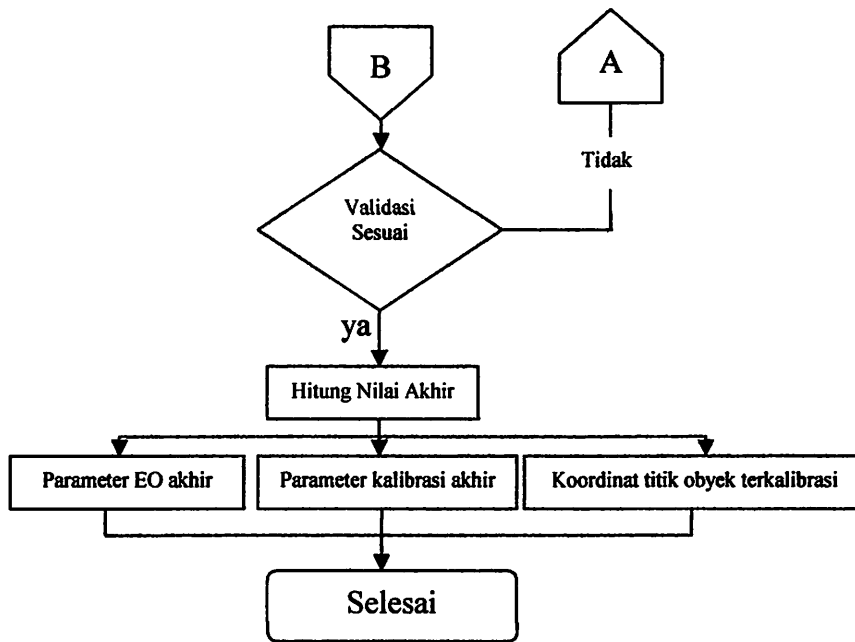 B
A
Tidak
Validasi
Sesuai
ya
Hitung Nilai Akhir
Parameter EO akhir
Parameter kalibrasi akhir
Koordinat titik obyek terkalibrasi
Selesai